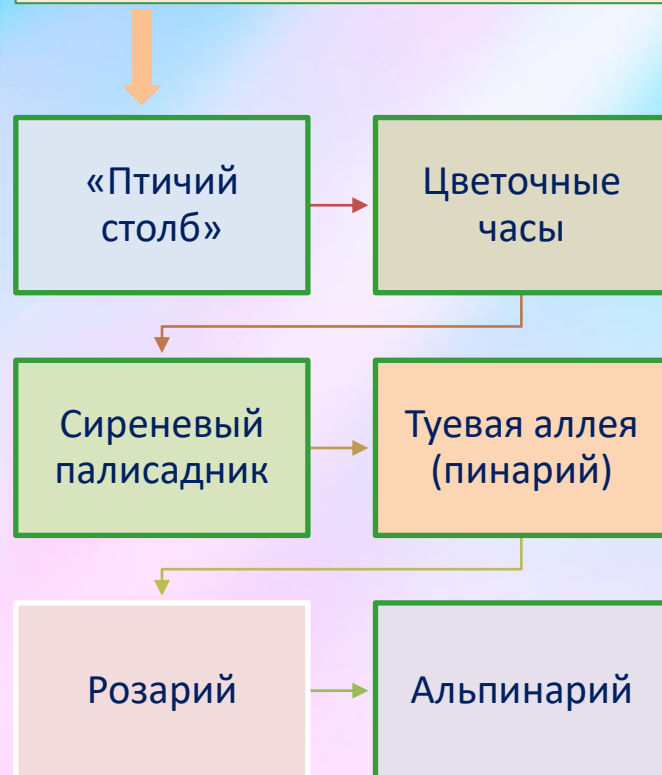 «Птичий
столб»
Цветочные
часы
Сиреневый
палисадник
Туевая аллея
(пинарий)
Розарий
Альпинарий